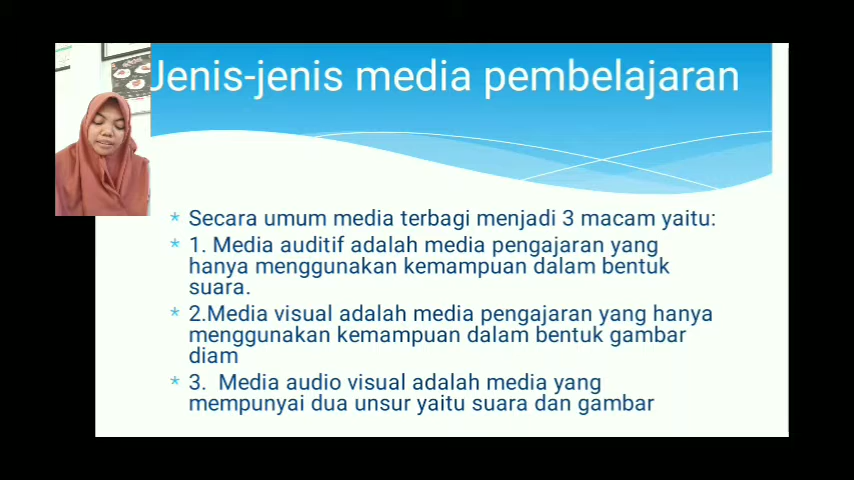 Jenis-jenis media pembelajaran
* Secara umum media terbagi menjadi 3 macam yaitu:
* 1. Media auditif adalah media pengajaran yang
hanya menggunakan kemampuan dalam bentuk
suara.
* 2.Media visual adalah media pengajaran yang hanya
menggunakan kemampuan dalam bentuk gambar
diam
* 3. Media audio visual adalah media yang
mempunyai dua unsur yaitu suara dan gambar